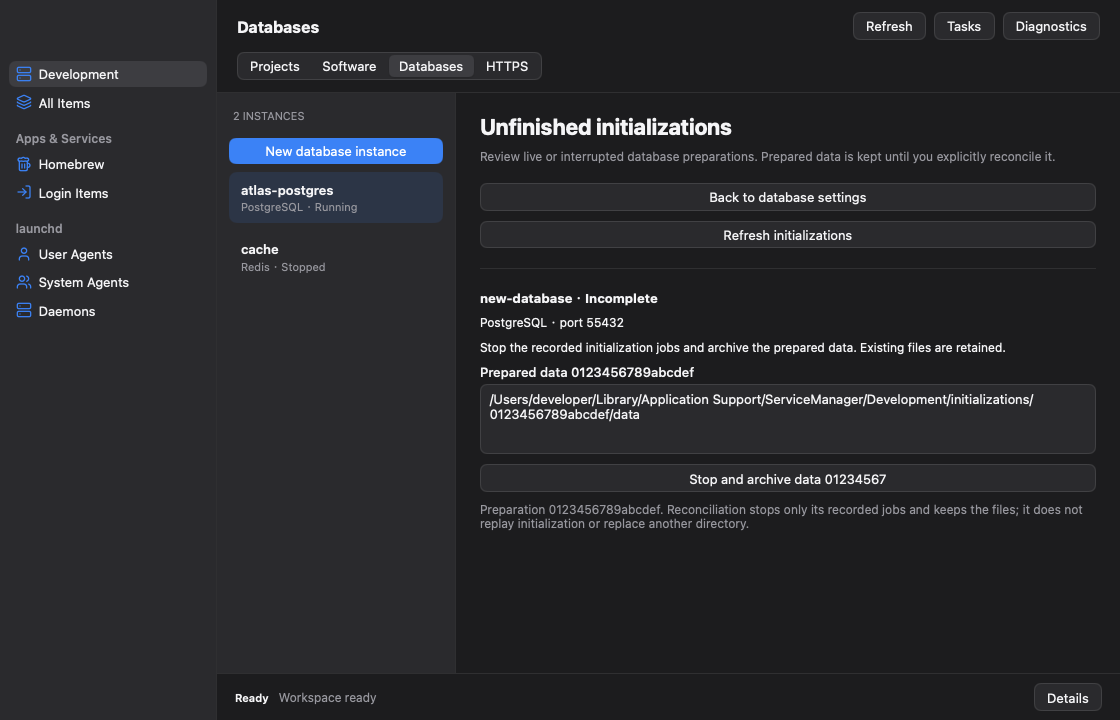 Databases
Refresh
Tasks
Diagnostics
Projects
Software
Databases
HTTPS
Development
All Items
Apps & Services
Homebrew
Login Items
launchd
User Agents
System Agents
Daemons
2 INSTANCES
New database instance
atlas-postgres
PostgreSQL · Running
cache
Redis · Stopped
Unfinished initializations
Review live or interrupted database preparations. Prepared data is kept until you explicitly reconcile it.
Back to database settings
Refresh initializations
new-database · Incomplete
PostgreSQL · port 55432
Stop the recorded initialization jobs and archive the prepared data. Existing files are retained.
Prepared data 0123456789abcdef
/Users/developer/Library/Application Support/ServiceManager/Development/initializations/
0123456789abcdef/data
Stop and archive data 01234567
Preparation 0123456789abcdef. Reconciliation stops only its recorded jobs and keeps the files; it does not
replay initialization or replace another directory.
Ready
Workspace ready
Details